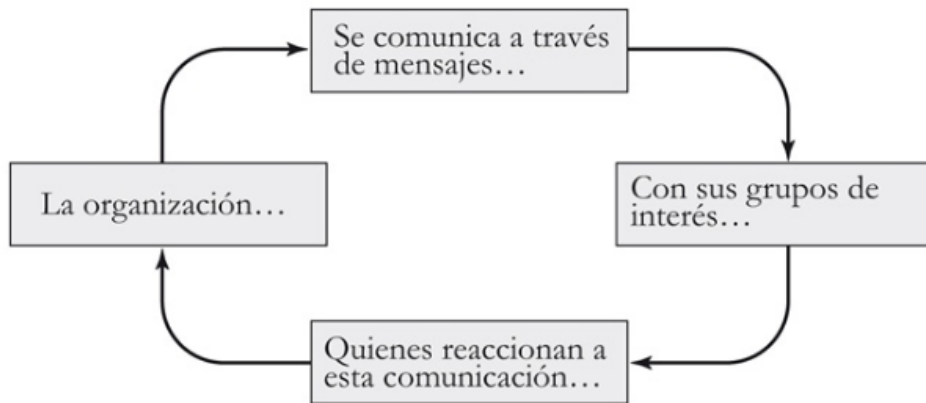 Se comunica a través
de mensajes…
La organización…
Con sus grupos de
interés…
Quienes reaccionan a
esta comunicación…